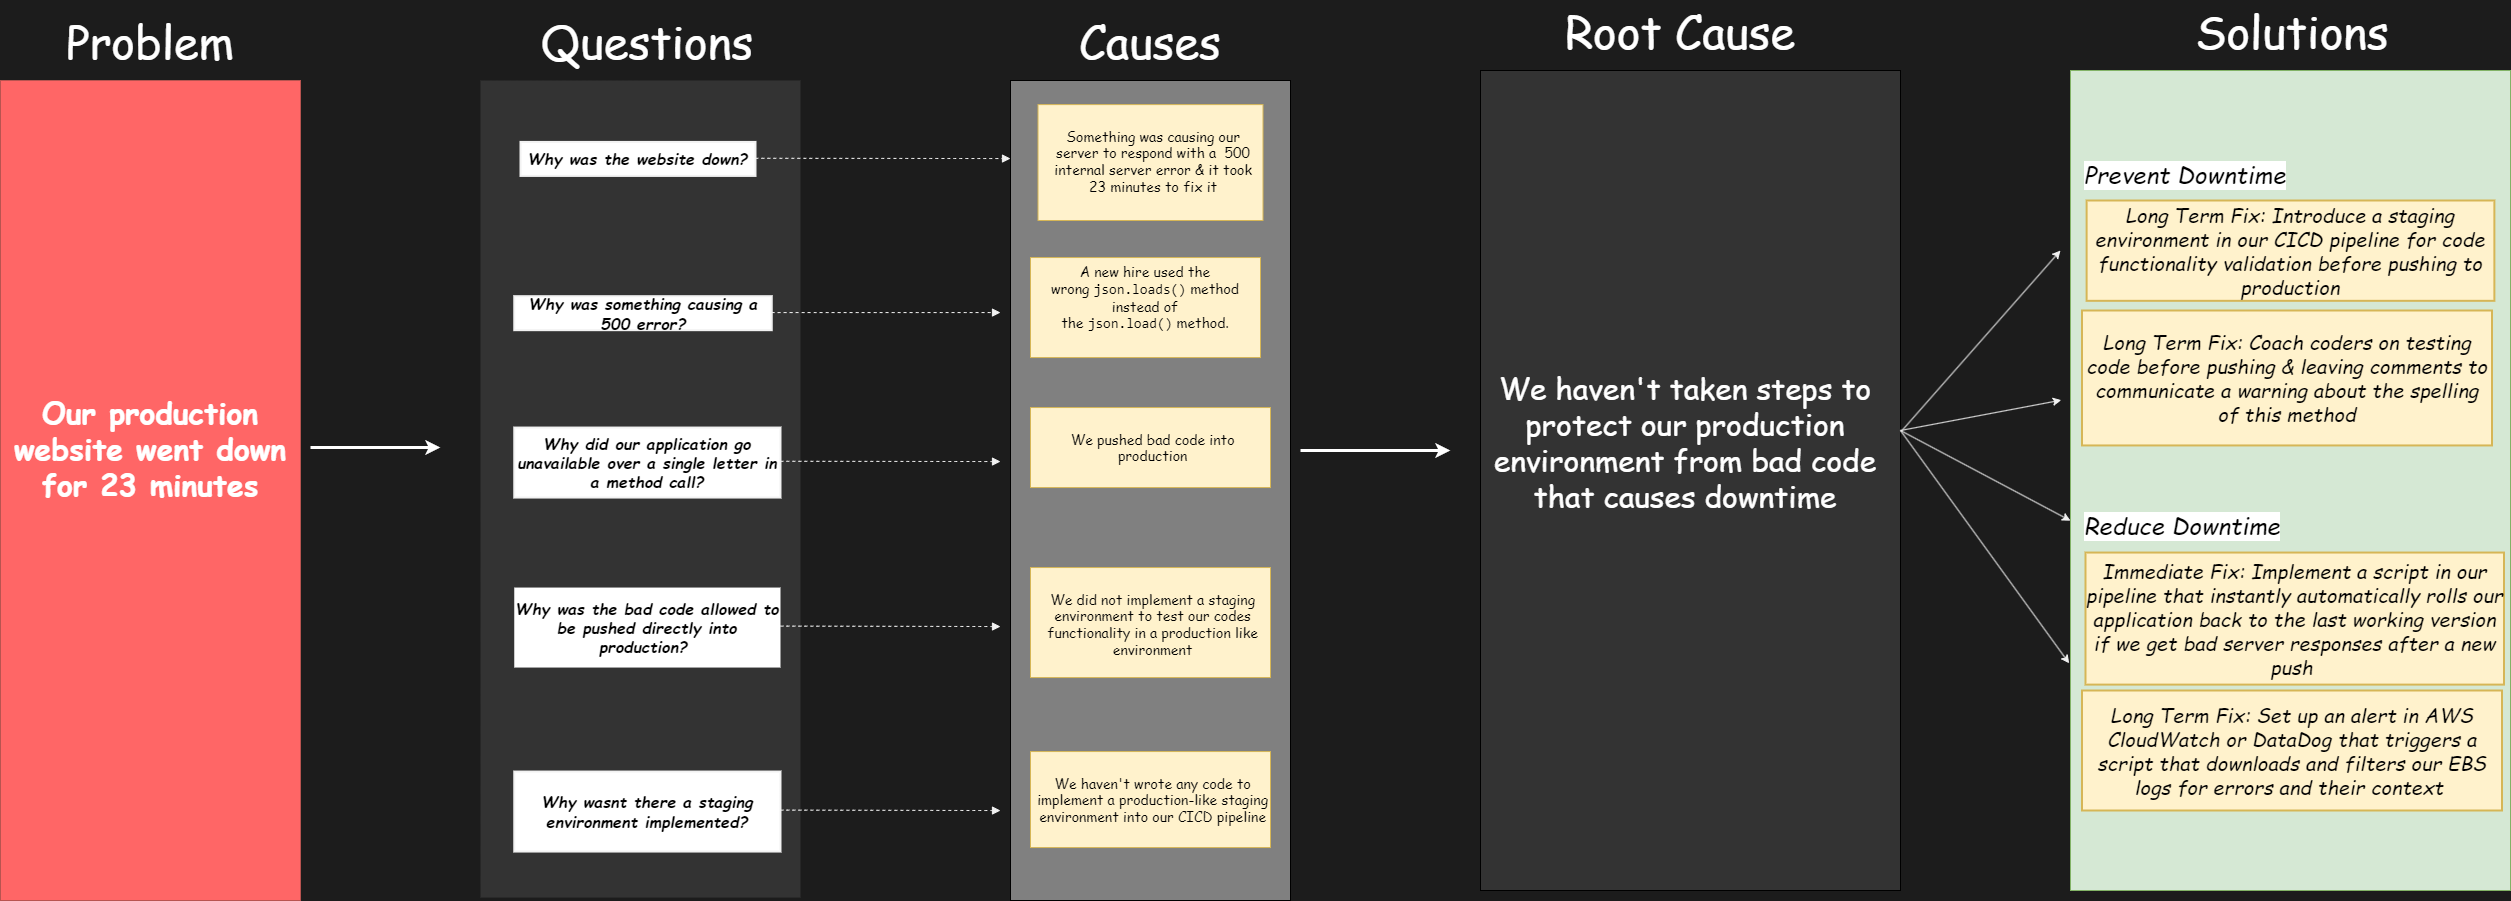 Problem
Our production
website went down
for 23 minutes
Questions
Why was the website down?
Why was something causing a
500 error?
Why did our application go
unavailable over a single letter in
a method call?
Why was the bad code allowed to
be pushed directly into
production?
Why wasnt there a staging
environment implemented?
Causes
Something was causing our
server to respond with a 500
internal server error & it took
23 minutes to fix it
A new hire used the
wrong json.loads() method
instead of
the json.load() method.
We pushed bad code into
production
We did not implement a staging
environment to test our codes
functionality in a production like
environment
We haven't wrote any code to
implement a production-like staging
environment into our CICD pipeline
Root Cause
We haven't taken steps to
protect our production
environment from bad code
that causes downtime
Solutions
Prevent Downtime
Long Term Fix: Introduce a staging
environment in our CICD pipeline for code
functionality validation before pushing to
production
Long Term Fix: Coach coders on testing
code before pushing & leaving comments to
communicate a warning about the spelling
of this method
Reduce Downtime
Immediate Fix: Implement a script in our
pipeline that instantly automatically rolls our
application back to the last working version
if we get bad server responses after a new
push
Long Term Fix: Set up an alert in AWS
CloudWatch or DataDog that triggers a
script that downloads and filters our EBS
logs for errors and their context